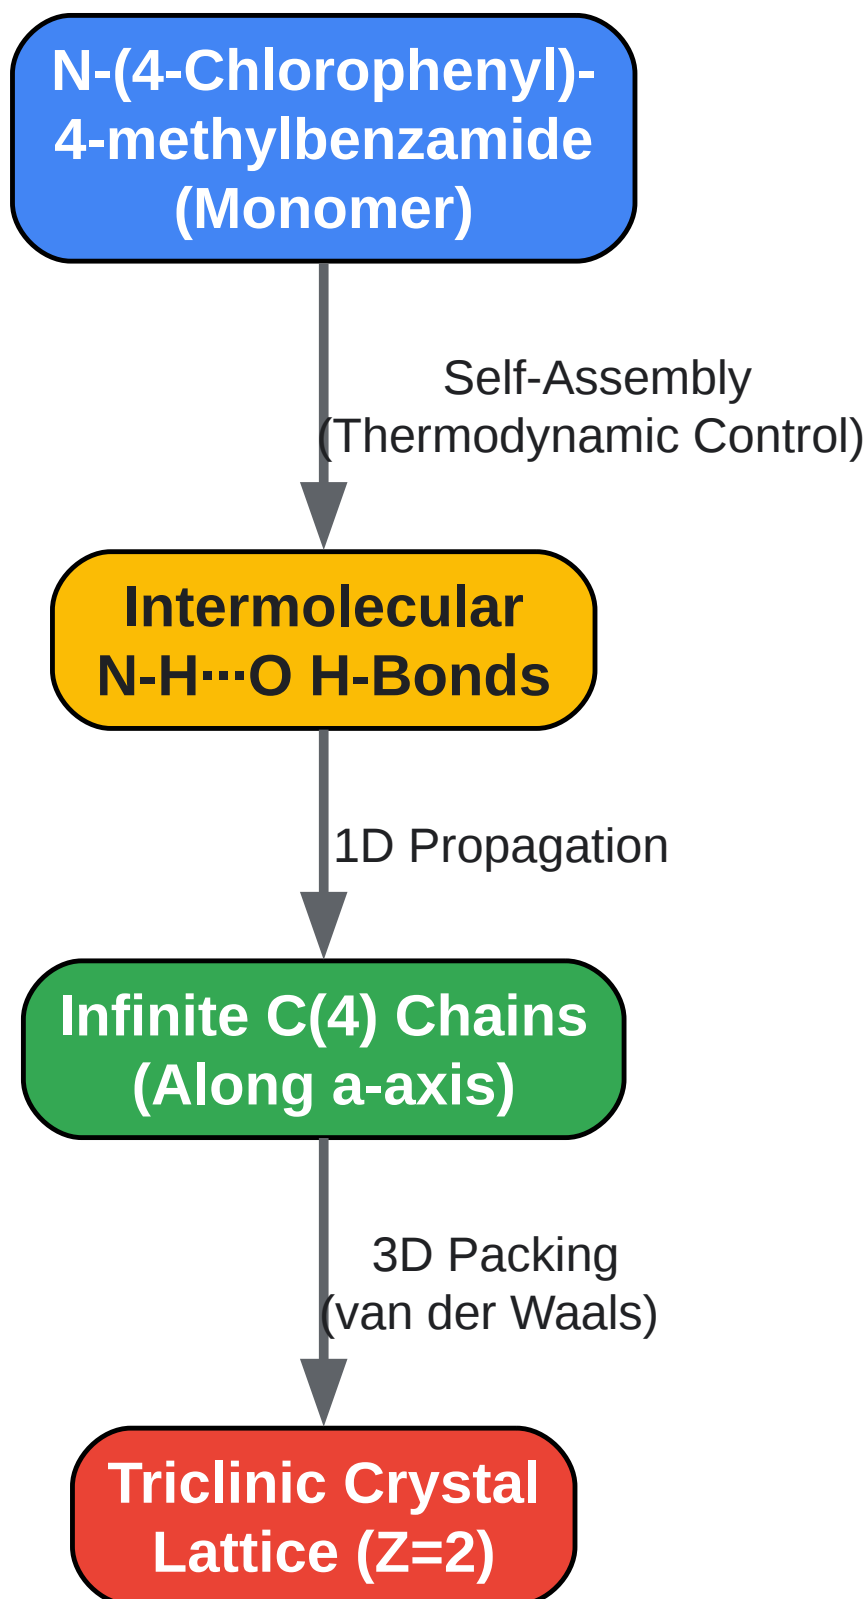 N-(4-Chlorophenyl)-
4-methylbenzamide
(Monomer)
Self-Assembly
(Thermodynamic Control)
Intermolecular
N-H···O H-Bonds
1D Propagation
Infinite C(4) Chains
(Along a-axis)
3D Packing
(van der Waals)
Triclinic Crystal
Lattice (Z=2)